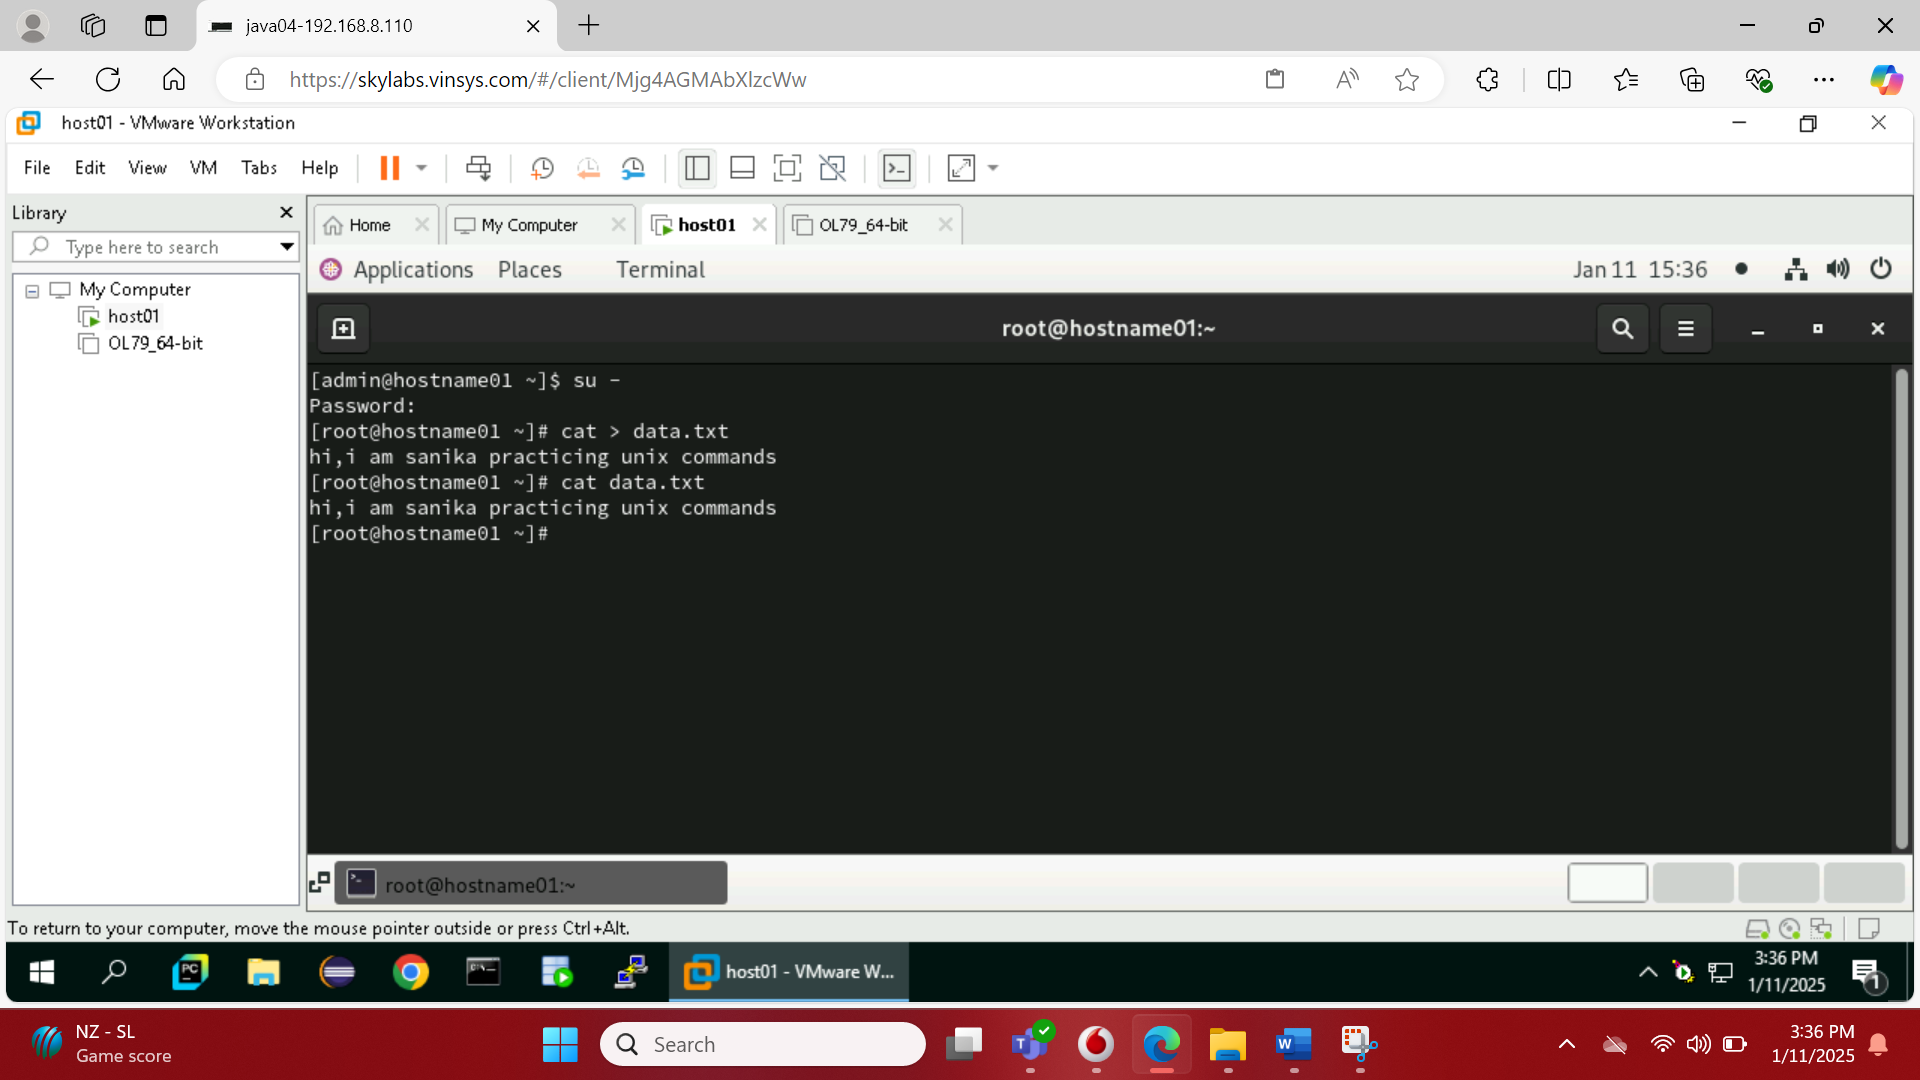 java04-192.168.8.110
https://skylabs.vinsys.com/#/client/Mjg4AGMAbXlzcWw
host01 - VMware Workstation
File Edit View VM Tabs Help
Library
Type here to search
My Computer
host01
OL79_64-bit
Home
My Computer
host01
OL79_64-bit
Applications Places Terminal
Jan 11 15:36
root@hostname01:~
[admin@hostname01 ~]$ su -
Password:
[root@hostname01 ~]# cat > data.txt
hi,i am sanika practicing unix commands
[root@hostname01 ~]# cat data.txt
hi,i am sanika practicing unix commands
[root@hostname01 ~]#
root@hostname01:~
To return to your computer, move the mouse pointer outside or press Ctrl+Alt.
host01 - VMware W...
3:36 PM
1/11/2025
1
NZ - SL
Game score
Search
3:36 PM
1/11/2025